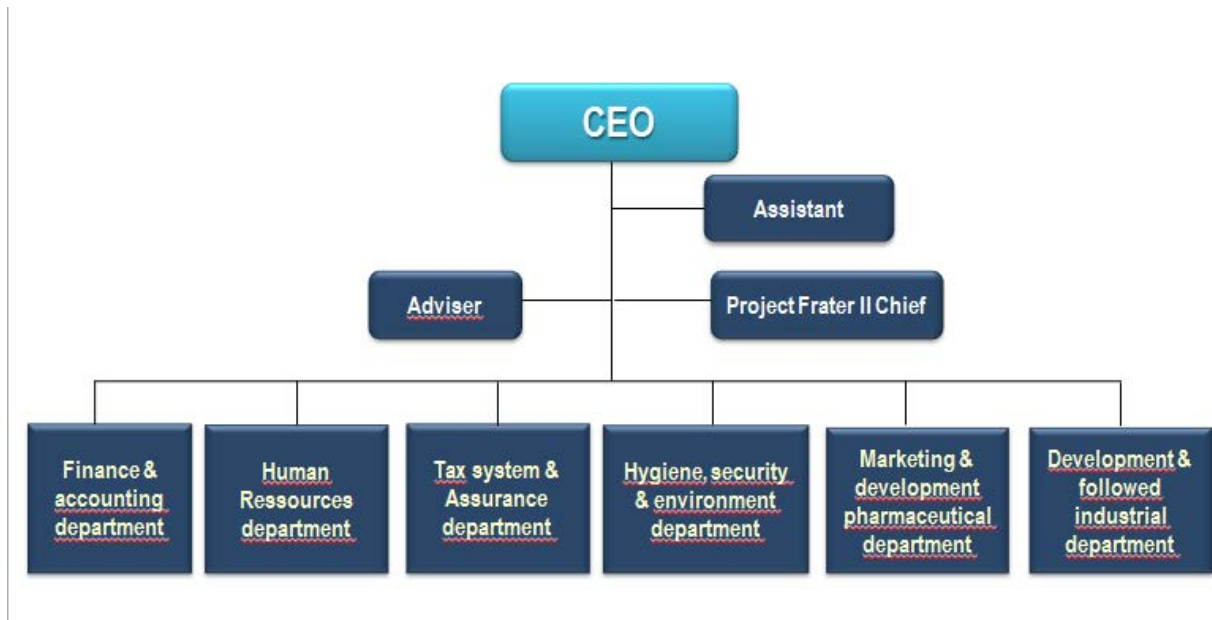 CEO
Assistant
Adviser
Project Frater II Chief
Finance &
accounting
department
Human
Ressources
department
Tax system &
Assurance
department
Hygiene, security
& environment
department
Marketing &
development
pharmaceutical
department
Development &
followed
industrial
department